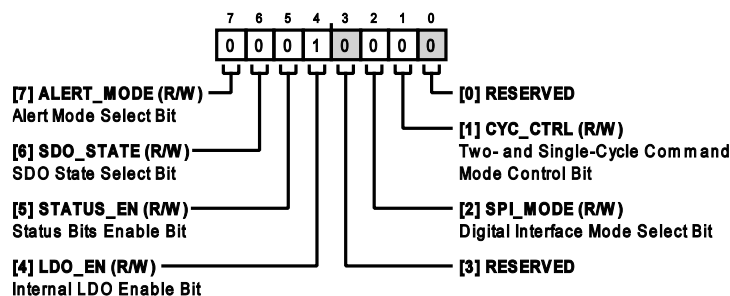 7 6 5 4 3 2 1 0
0 0 0 1 0 0 0 0
[7] ALERT_MODE (R/W)
Alert Mode Select Bit
[6] SDO_STATE (R/W)
SDO State Select Bit
[5] STATUS_EN (R/W)
Status Bits Enable Bit
[4] LDO_EN (R/W)
Internal LDO Enable Bit
[0] RESERVED
[1] CYC_CTRL (R/W)
Two- and Single-Cycle Command
Mode Control Bit
[2] SPI_MODE (R/W)
Digital Interface Mode Select Bit
[3] RESERVED